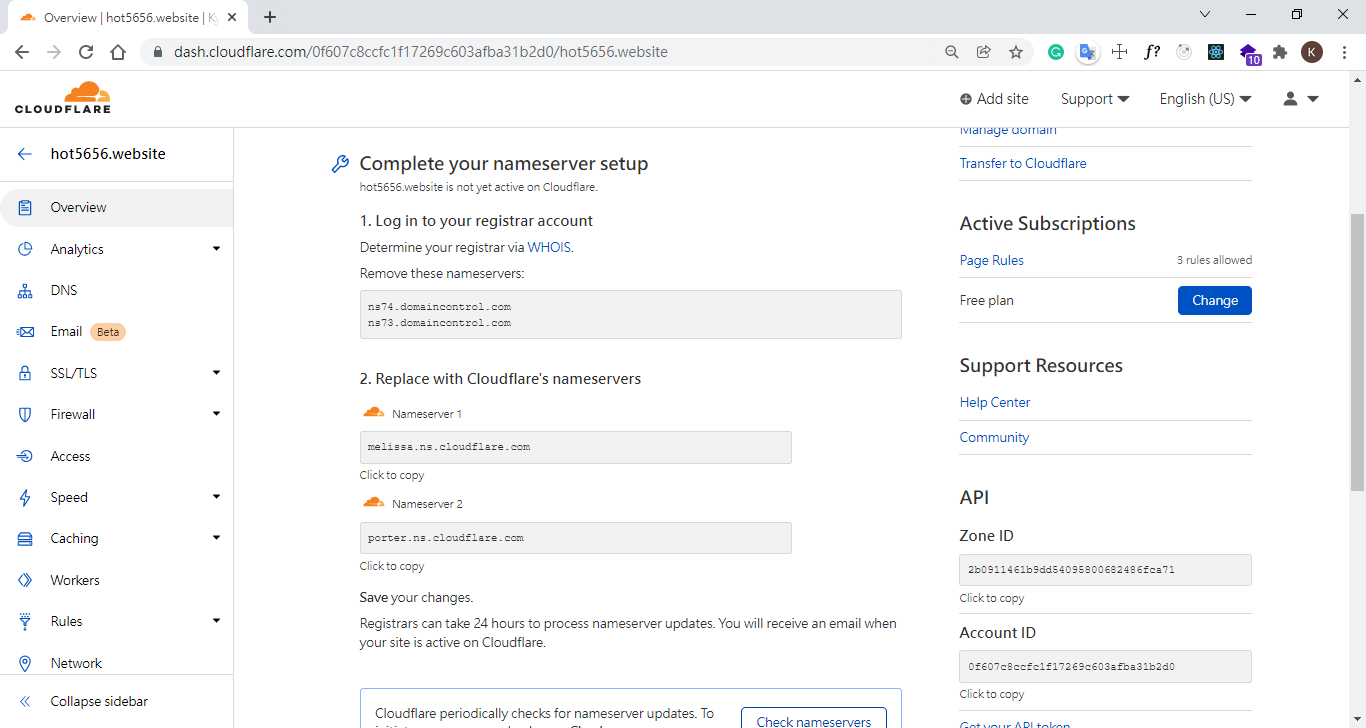 Overview | hot5656.website |
dash.cloudflare.com/0f607c8ccfc1f17269c603afba31b2d0/hot5656.website
f?
10
K
CLOUDFLARE
Add site
Support
English (US)
hot5656.website
Overview
Analytics
DNS
Email Beta
SSL/TLS
Firewall
Access
Speed
Caching
Workers
Rules
Network
Collapse sidebar
Complete your nameserver setup
hot5656.website is not yet active on Cloudflare.
1. Log in to your registrar account
Determine your registrar via WHOIS.
Remove these nameservers:
ns74.domaincontrol.com
ns73.domaincontrol.com
2. Replace with Cloudflare's nameservers
Nameserver 1
melissa.ns.cloudflare.com
Click to copy
Nameserver 2
porter.ns.cloudflare.com
Click to copy
Save your changes.
Registrars can take 24 hours to process nameserver updates. You will receive an email when
your site is active on Cloudflare.
Cloudflare periodically checks for nameserver updates. To
Check nameservers
Manage domain
Transfer to Cloudflare
Active Subscriptions
Page Rules 3 rules allowed
Free plan Change
Support Resources
Help Center
Community
API
Zone ID
2b0911461b9dd54095800682486fca71
Click to copy
Account ID
0f607c8ccfc1f17269c603afba31b2d0
Click to copy
Get your API token